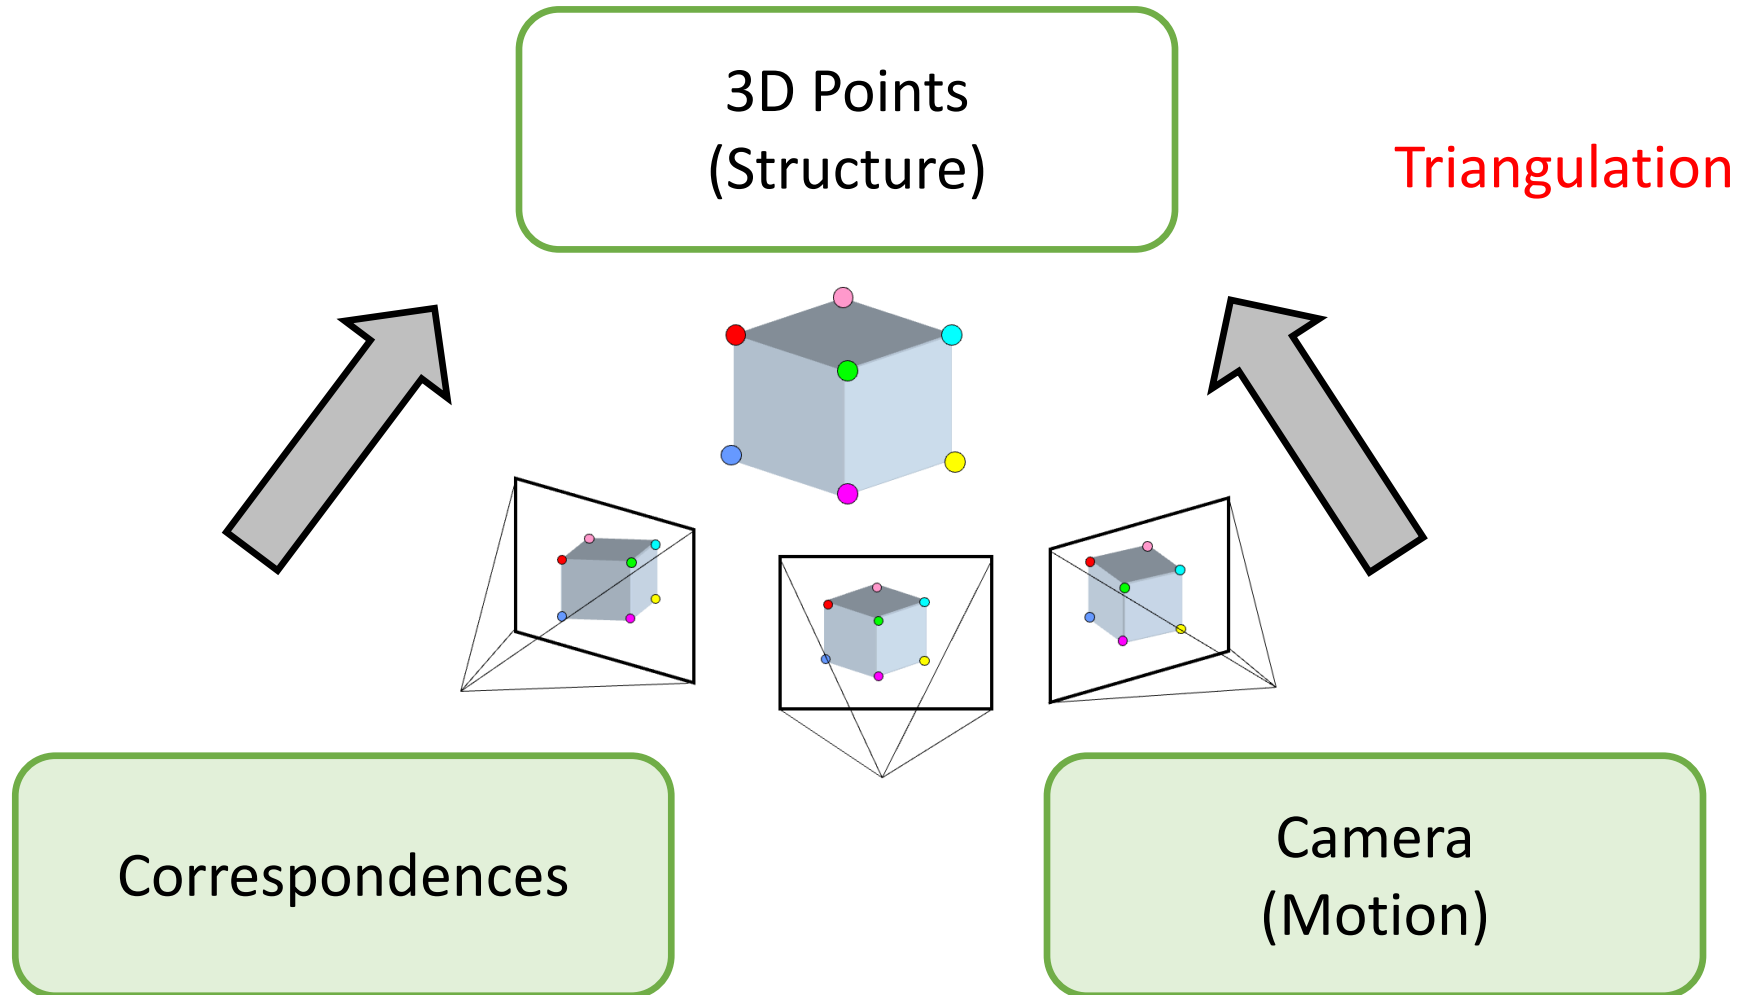 3D Points
(Structure)
Triangulation
Correspondences
Camera
(Motion)